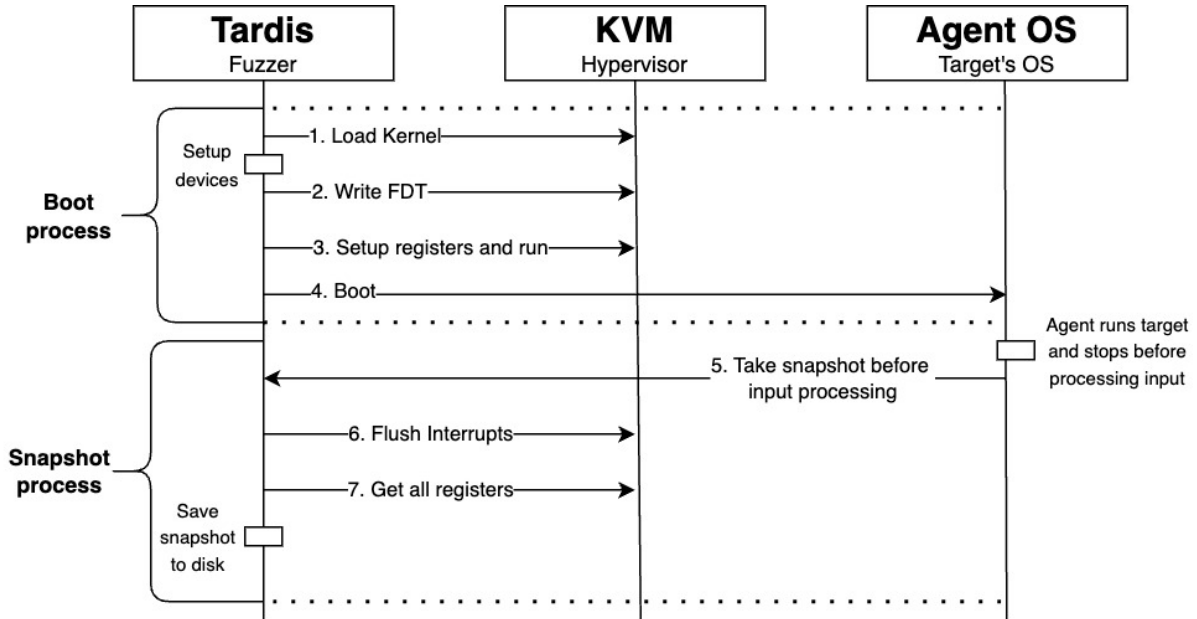 Tardis
Fuzzer
KVM
Hypervisor
Agent OS
Target's OS
Boot
process
1. Load Kernel
Setup
devices
2. Write FDT
3. Setup registers and run
4. Boot
Agent runs target
and stops before
processing input
5. Take snapshot before
input processing
Snapshot
process
6. Flush Interrupts
7. Get all registers
Save
snapshot
to disk